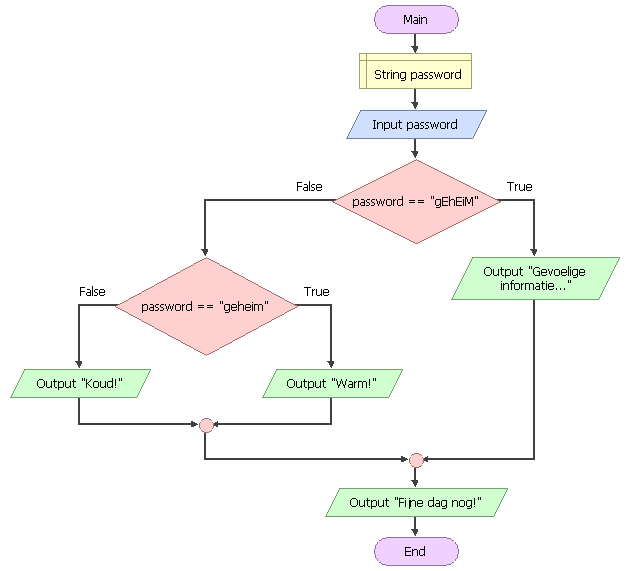 Main
String password
Input password
False
True
password == "gEhEiM"
Output "Gevoelige
informatie..."
False
True
password == "geheim"
Output "Koud!"
Output "Warm!"
Output "Fijne dag nog!"
End